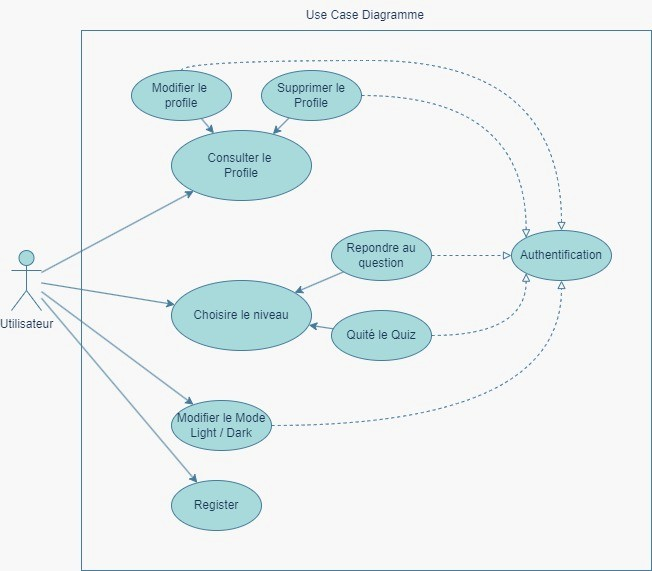 Use Case Diagramme
Modifier le
profile
Supprimer le
Profile
Consulter le
Profile
Repondre au
question
Authentification
Utilisateur
Choisire le niveau
Quité le Quiz
Modifier le Mode
Light / Dark
Register